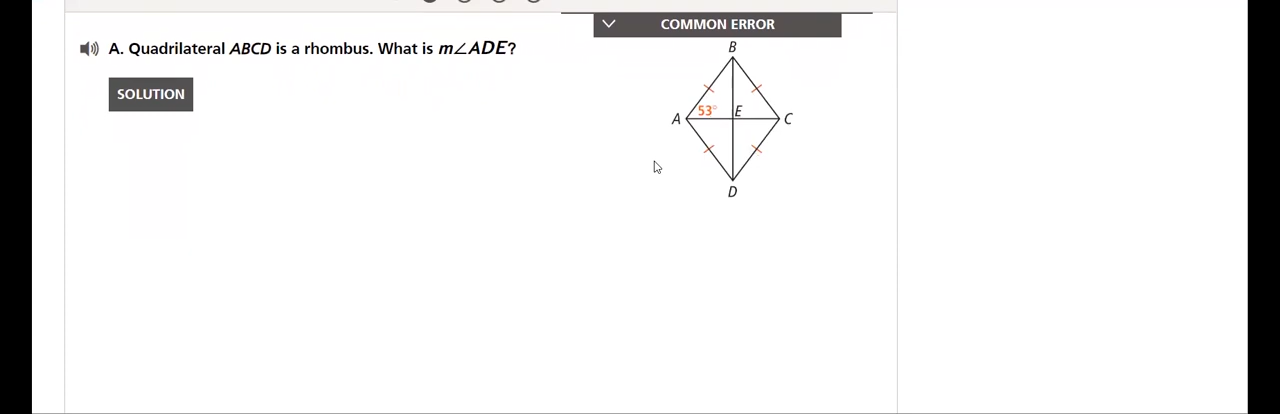 COMMON ERROR
A. Quadrilateral ABCD is a rhombus. What is m∠ADE?
SOLUTION
B
53°
E
A
C
D